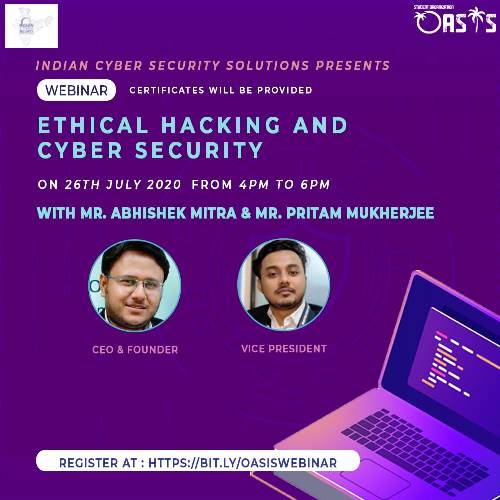 STUDENT ORGANISATION
OASIS
INDIAN CYBER SECURITY SOLUTIONS PRESENTS
WEBINAR CERTIFICATES WILL BE PROVIDED
ETHICAL HACKING AND
CYBER SECURITY
ON 26TH JULY 2020 FROM 4PM TO 6PM
WITH MR. ABHISHEK MITRA & MR. PRITAM MUKHERJEE
CEO & FOUNDER VICE PRESIDENT
REGISTER AT : HTTPS://BIT.LY/OASISWEBINAR